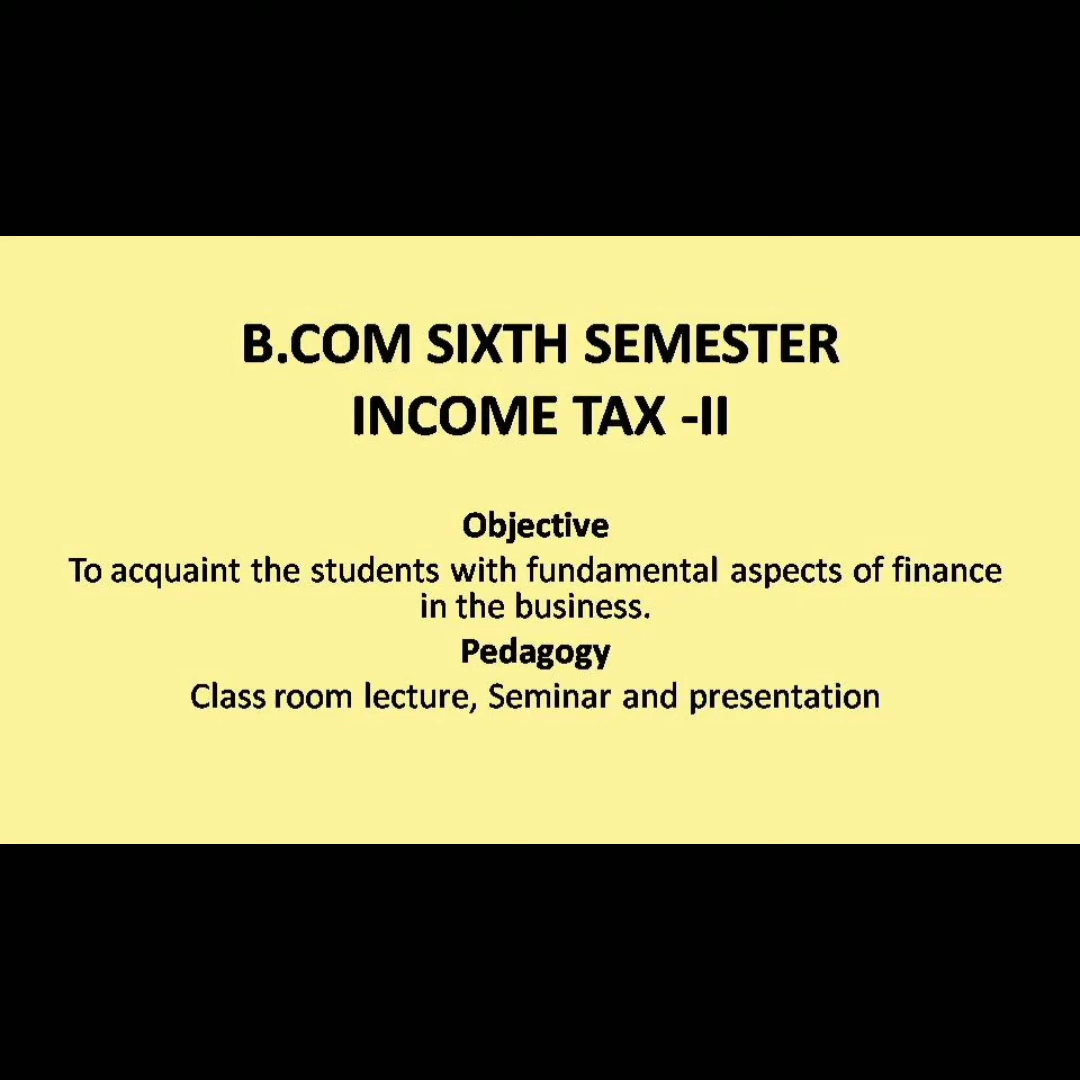 B.COM SIXTH SEMESTER
INCOME TAX -II
Objective
To acquaint the students with fundamental aspects of finance
in the business.
Pedagogy
Class room lecture, Seminar and presentation